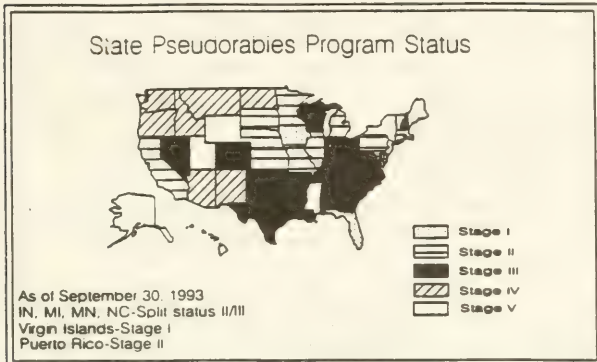 State Pseudorabies Program Status
Stage I
Stage II
Stage III
Stage IV
Stage V
As of September 30, 1993
IN, MI, MN, NC-Split status II/III
Virgin Islands-Stage I
Puerto Rico-Stage II